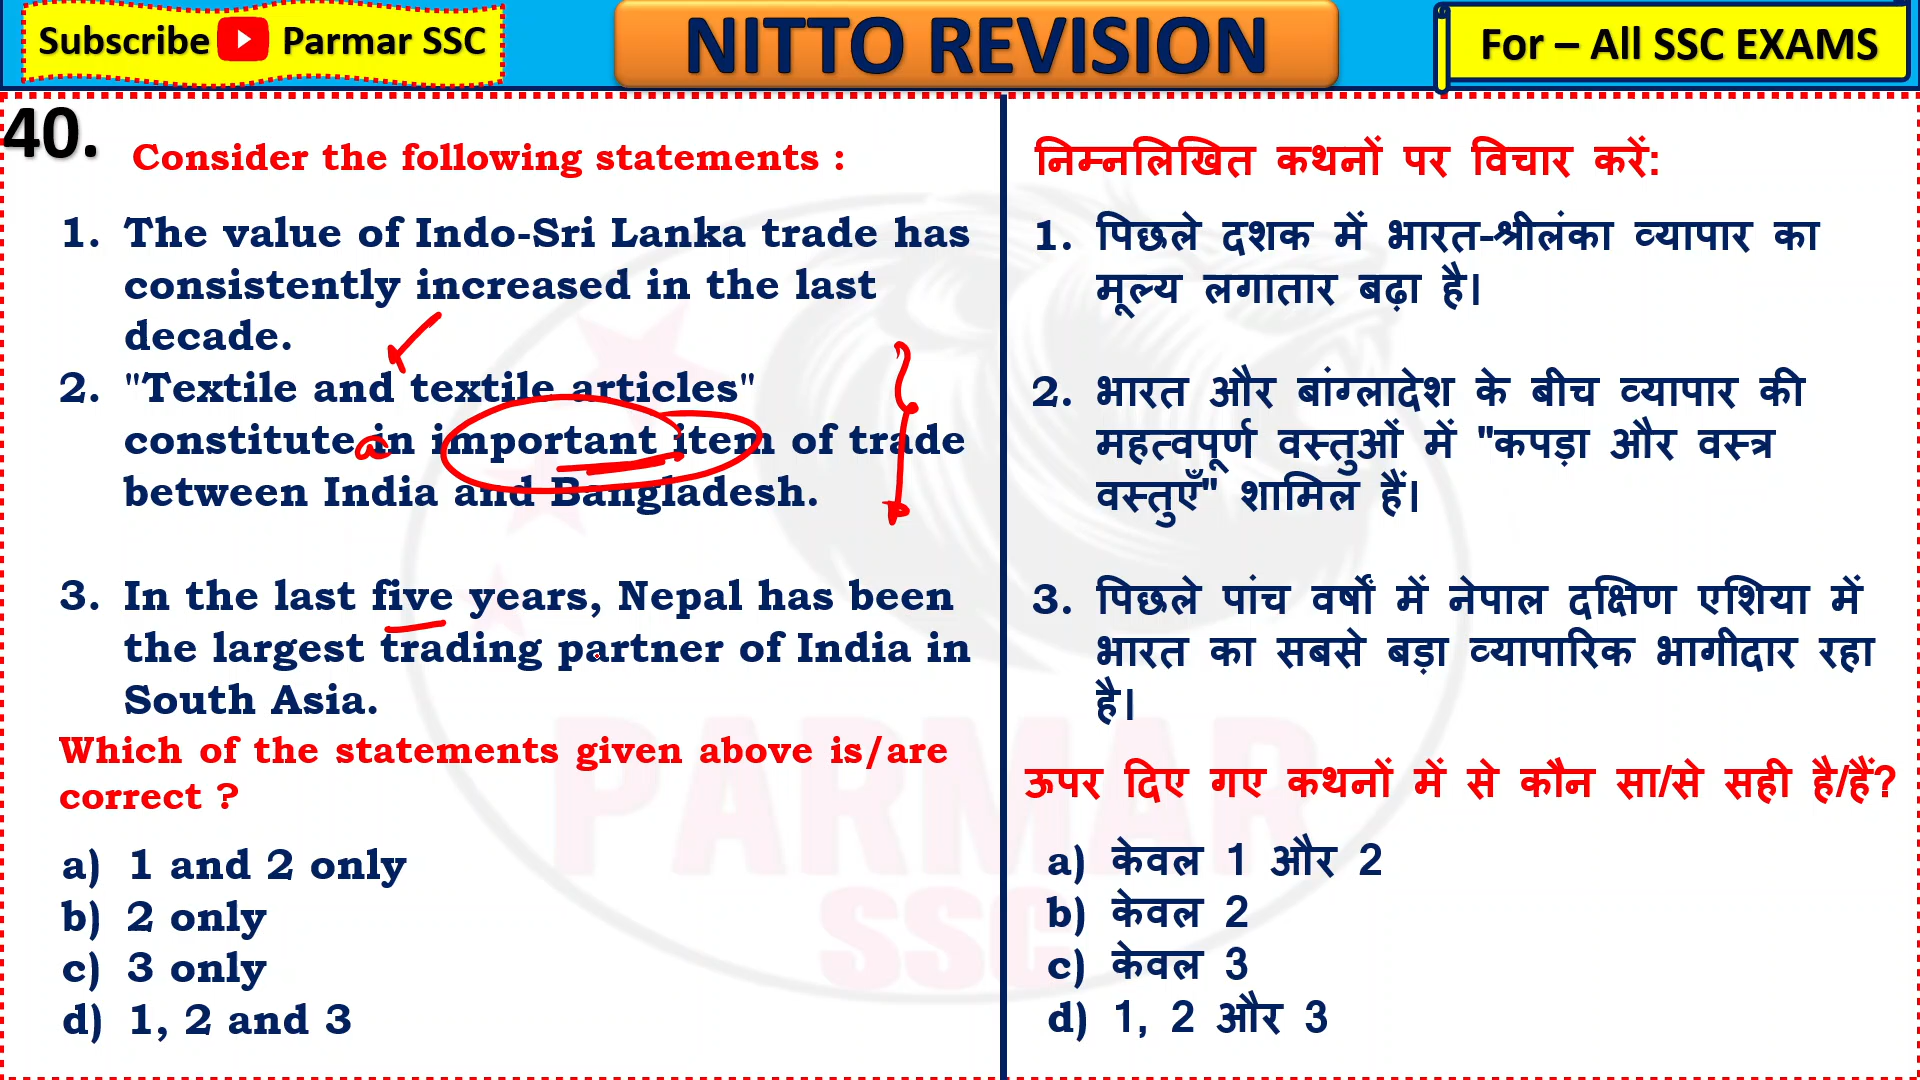 Subscribe Parmar SSC
NITTO REVISION
For – All SSC EXAMS
40.
Consider the following statements :
1. The value of Indo-Sri Lanka trade has
consistently increased in the last
decade.
2. "Textile and textile articles"
constitute in important item of trade
between India and Bangladesh.
3. In the last five years, Nepal has been
the largest trading partner of India in
South Asia.
Which of the statements given above is/are
correct ?
a) 1 and 2 only
b) 2 only
c) 3 only
d) 1, 2 and 3
निम्नलिखित कथनों पर विचार करें:
1. पिछले दशक में भारत-श्रीलंका व्यापार का
मूल्य लगातार बढ़ा है।
2. भारत और बांग्लादेश के बीच व्यापार की
महत्वपूर्ण वस्तुओं में "कपड़ा और वस्त्र
वस्तुएँ" शामिल हैं।
3. पिछले पांच वर्षों में नेपाल दक्षिण एशिया में
भारत का सबसे बड़ा व्यापारिक भागीदार रहा
है।
ऊपर दिए गए कथनों में से कौन सा/से सही है/हैं?
a) केवल 1 और 2
b) केवल 2
c) केवल 3
d) 1, 2 और 3
PARMAR
SSC